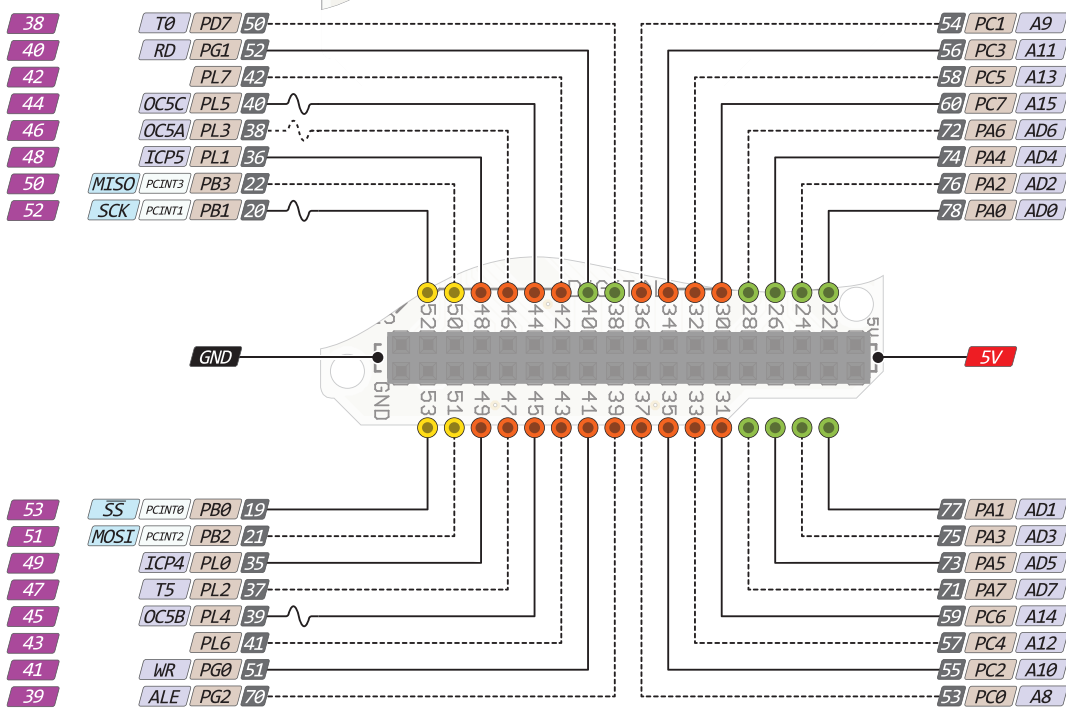 38 T0 PD7 50 54 PC1 A9
40 RD PG1 52 56 PC3 A11
42 PL7 42 58 PC5 A13
44 OC5C PL5 40 60 PC7 A15
46 OC5A PL3 38 72 PA6 AD6
48 ICP5 PL1 36 74 PA4 AD4
50 MISO PCINT3 PB3 22 76 PA2 AD2
52 SCK PCINT1 PB1 20 78 PA0 AD0
DIGITAL
52 50 48 46 44 42 40 38 36 34 32 30 28 26 24 22 5V
GND 5V
GND 53 51 49 47 45 43 41 39 37 35 33 31
53 SS PCINT0 PB0 19 77 PA1 AD1
51 MOSI PCINT2 PB2 21 75 PA3 AD3
49 ICP4 PL0 35 73 PA5 AD5
47 T5 PL2 37 71 PA7 AD7
45 OC5B PL4 39 59 PC6 A14
43 PL6 41 57 PC4 A12
41 WR PG0 51 55 PC2 A10
39 ALE PG2 70 53 PC0 A8